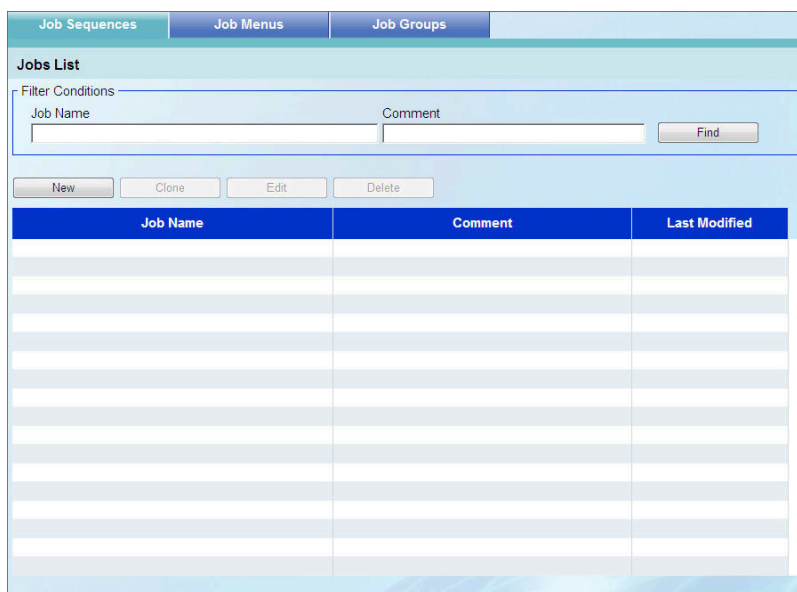 Job Sequences Job Menus Job Groups
Jobs List
Filter Conditions
Job Name Comment
Find
New Clone Edit Delete
Job Name Comment Last Modified